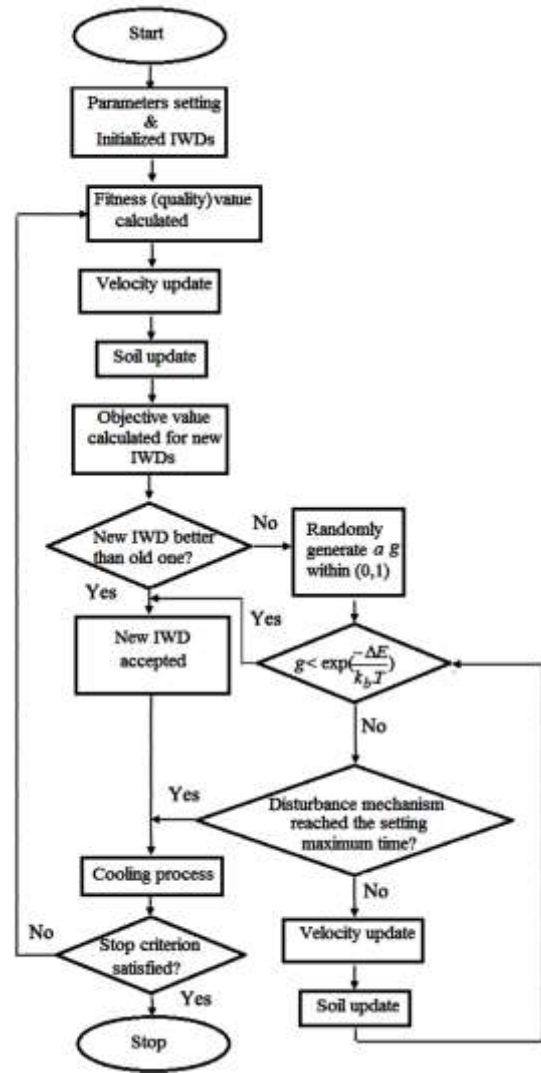 Start
Parameters setting
&
Initialized IWDs
Fitness (quality) value
calculated
Velocity update
Soil update
Objective value
calculated for new
IWDs
New IWD better
than old one?
No
Randomly
generate a g
within (0,1)
Yes
Yes
New IWD
accepted
g < exp(-ΔE/k_b.T)
No
Yes
Disturbance mechanism
reached the setting
maximum time?
Cooling process
No
No
Velocity update
Stop criterion
satisfied?
Yes
Soil update
Stop